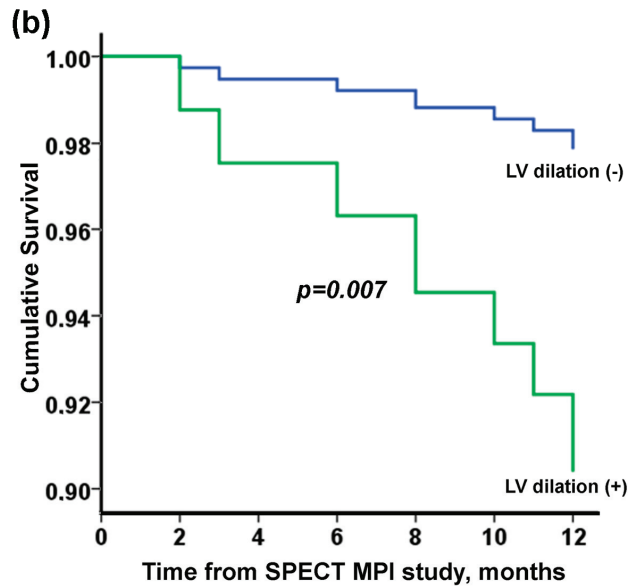 (b)
1.00
0.98
0.96
0.94
0.92
0.90
Cumulative Survival
LV dilation (-)
p=0.007
LV dilation (+)
0 2 4 6 8 10 12
Time from SPECT MPI study, months